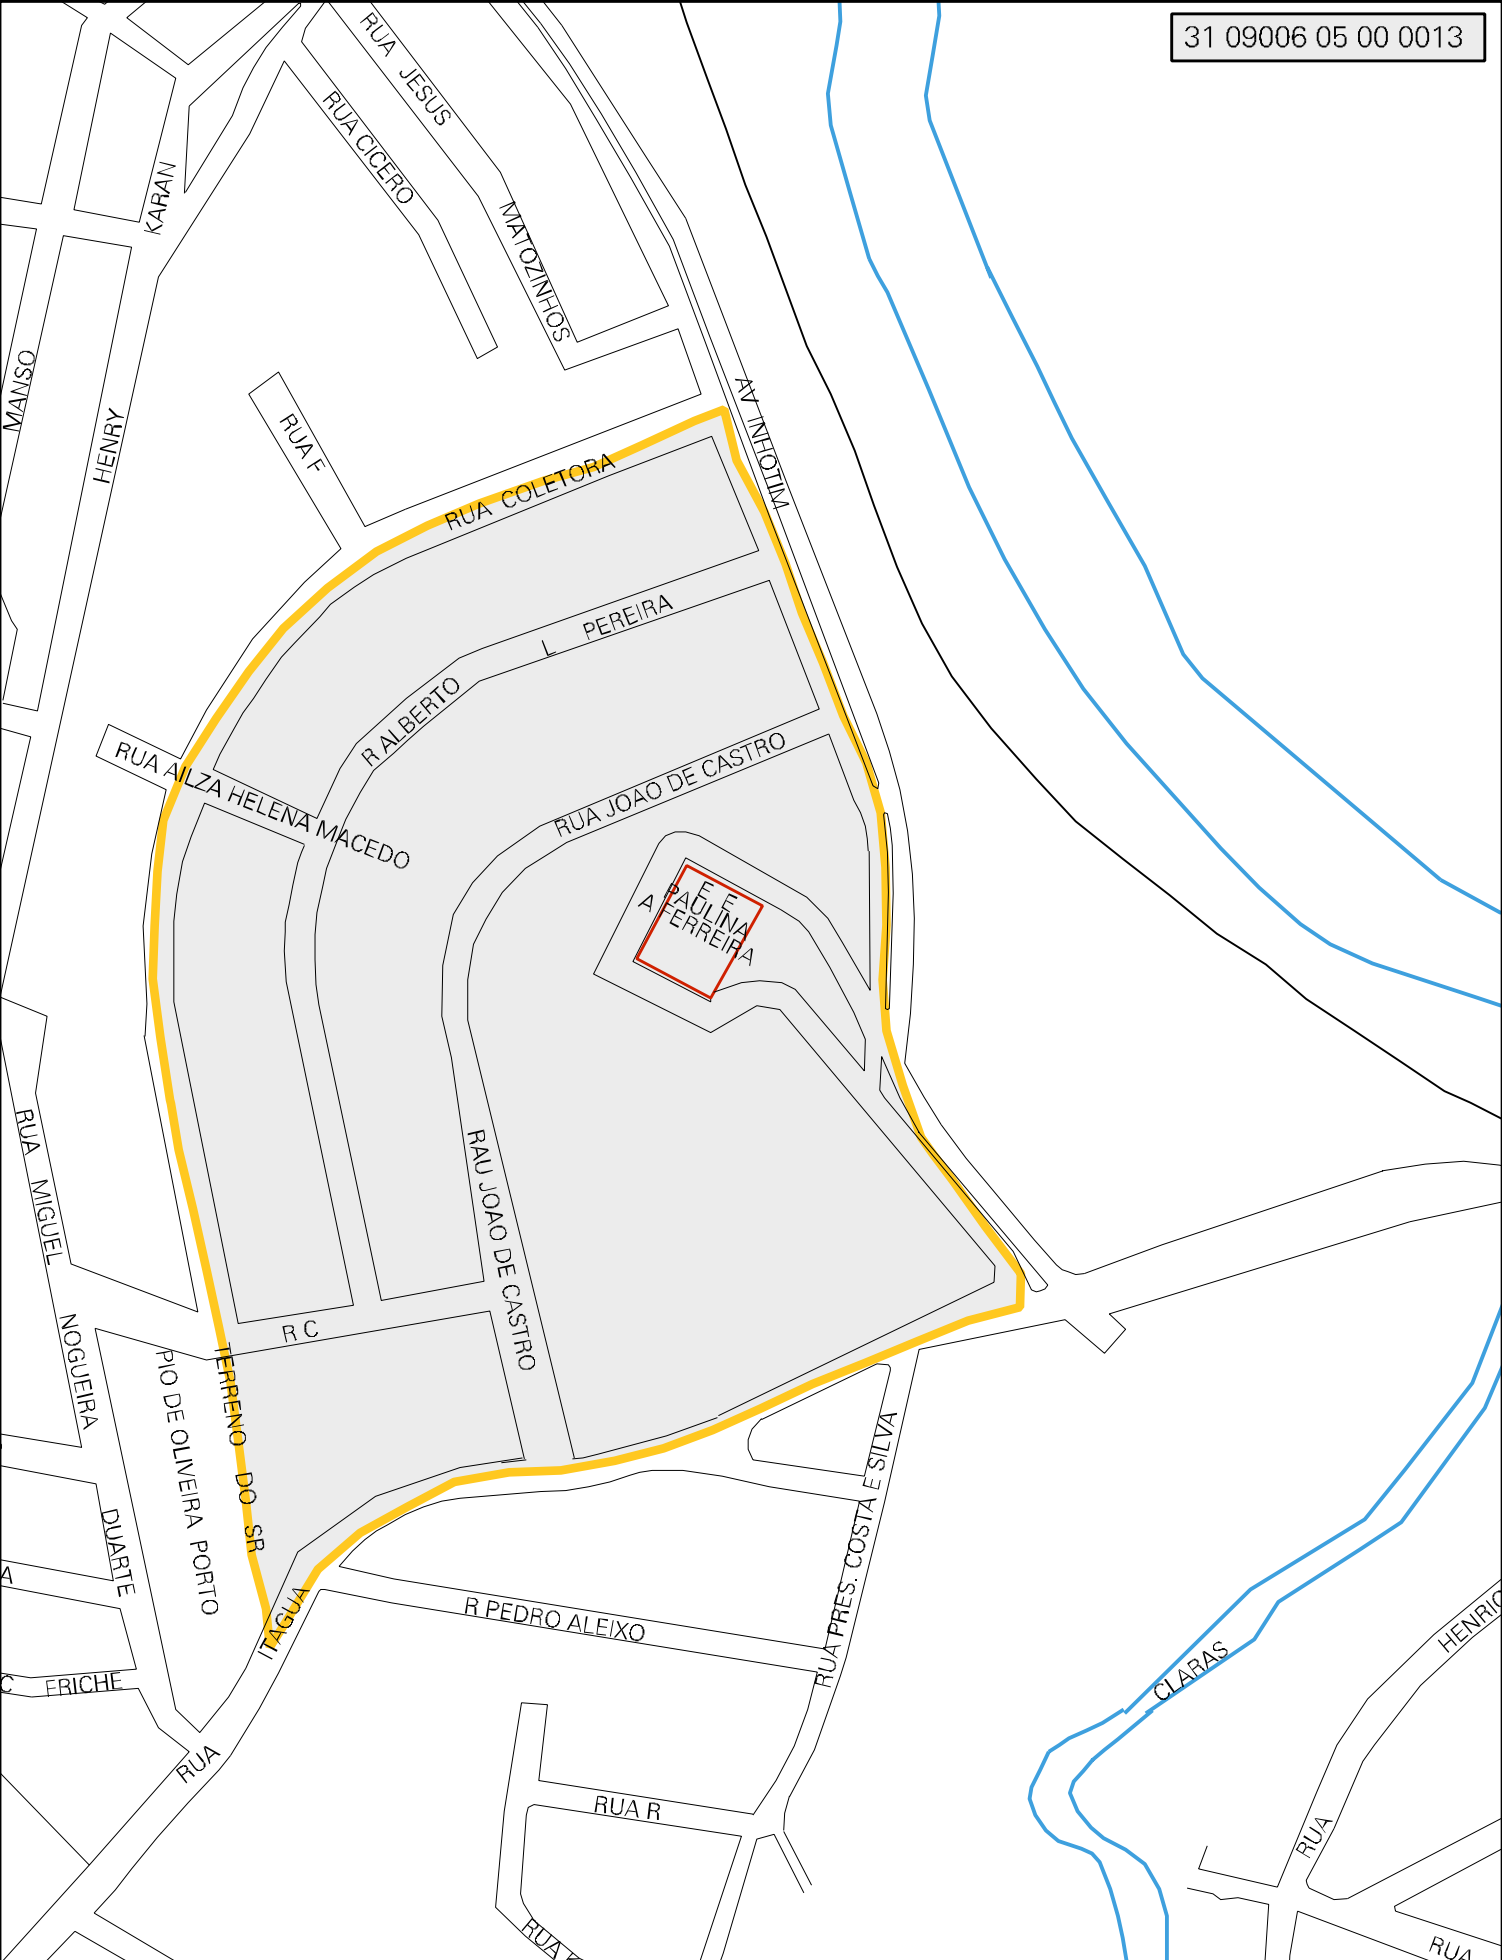 31 09006 05 00 0013
RUA JESUS
MATOZINHOS
RUA CICERO
KARAN
HENRY
MANSO
RUA F
AV INHOTIM
RUA COLETORA
R ALBERTO L PEREIRA
RUA AILZA HELENA MACEDO
RUA JOAO DE CASTRO
E E
PAULINA
A FERREIRA
RAU JOAO DE CASTRO
RUA MIGUEL
NOGUEIRA
DUARTE
R C
TERRENO DO SR
PIO DE OLIVEIRA PORTO
RUA
ITAGUA
R PEDRO ALEIXO
RUA PRES. COSTA E SILVA
A
C FRICHE
RUA R
RUA K
CLARAS
RUA
HENRIC
RUA